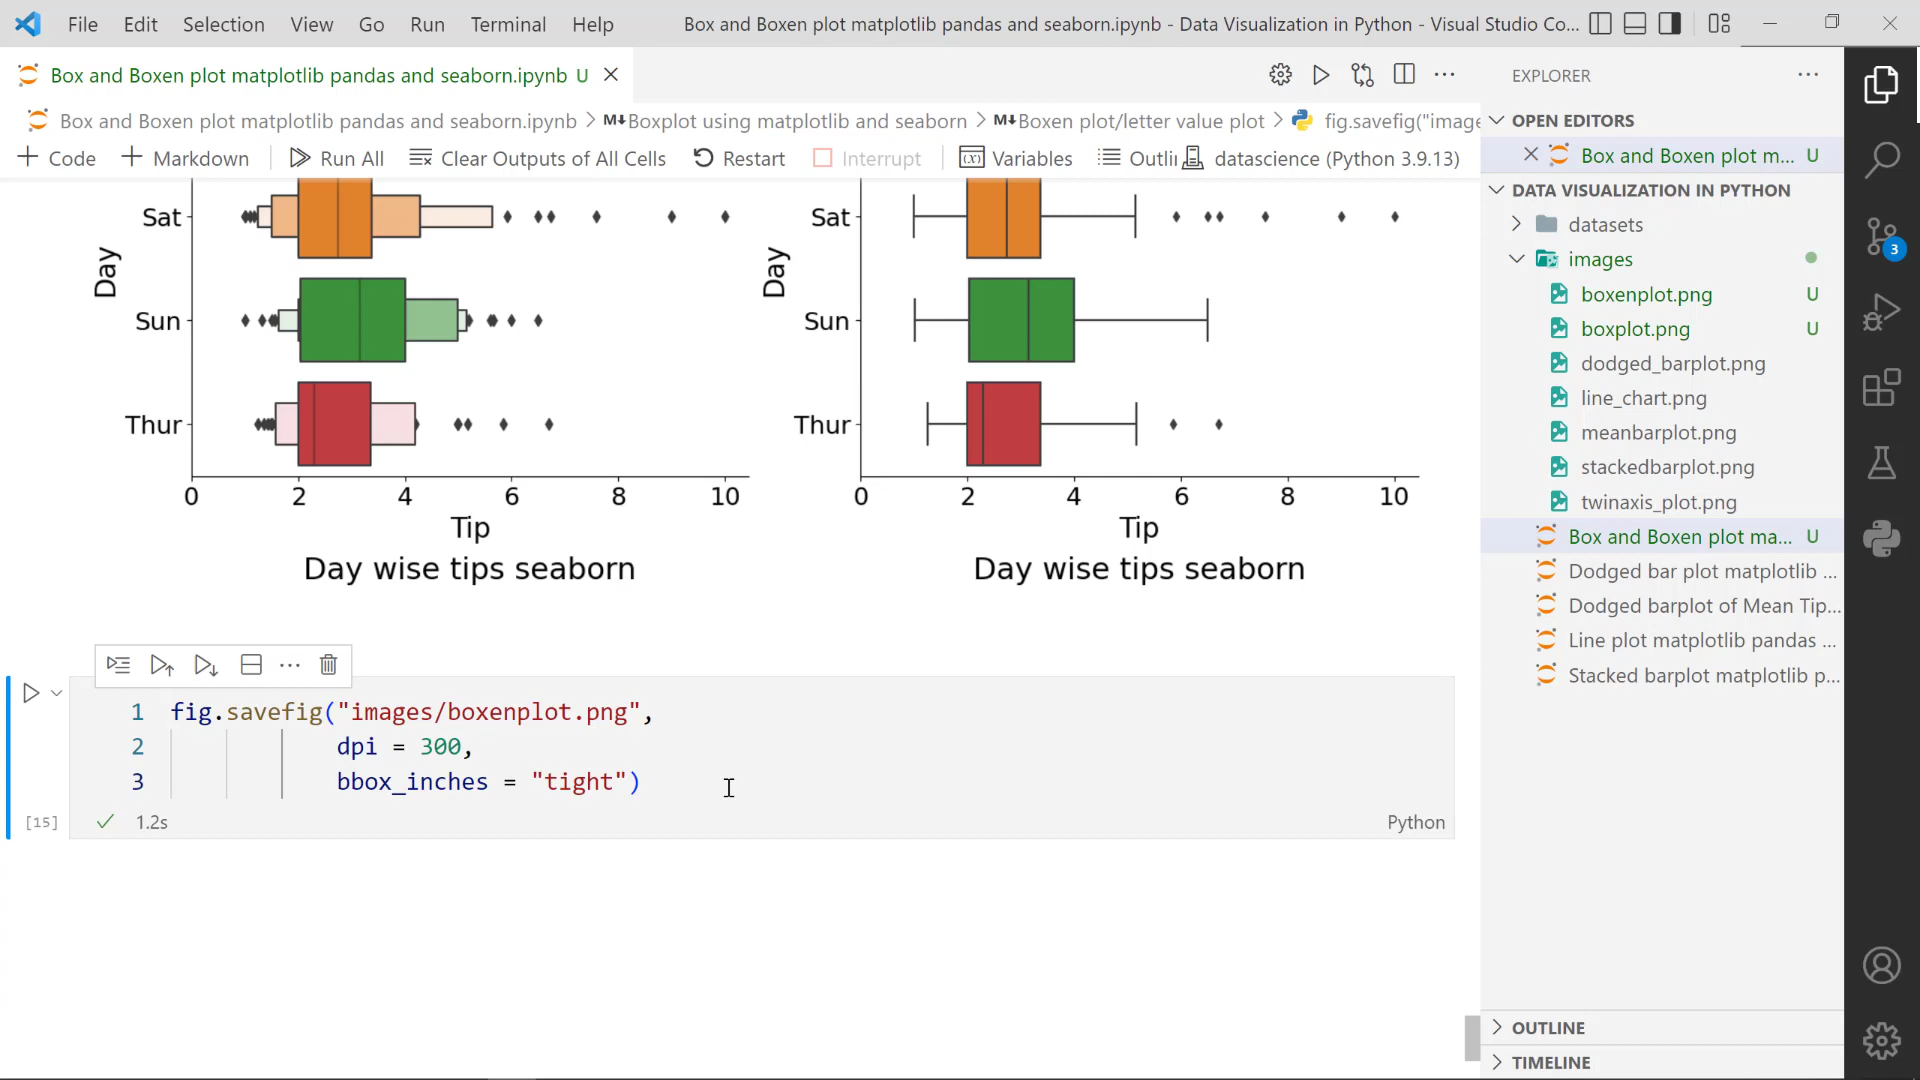 File Edit Selection View Go Run Terminal Help
Box and Boxen plot matplotlib pandas and seaborn.ipynb - Data Visualization in Python - Visual Studio Co...
Box and Boxen plot matplotlib pandas and seaborn.ipynb U
Box and Boxen plot matplotlib pandas and seaborn.ipynb > M↓Boxplot using matplotlib and seaborn > M↓Boxen plot/letter value plot > fig.savefig("image
+ Code + Markdown Run All Clear Outputs of All Cells Restart Interrupt Variables Outli datascience (Python 3.9.13)
Day
Sat
Sun
Thur
0 2 4 6 8 10
Tip
Day wise tips seaborn
Day
Sat
Sun
Thur
0 2 4 6 8 10
Tip
Day wise tips seaborn
1 fig.savefig("images/boxenplot.png",
2 dpi = 300,
3 bbox_inches = "tight")
[15] 1.2s Python
EXPLORER
OPEN EDITORS
Box and Boxen plot m... U
DATA VISUALIZATION IN PYTHON
datasets
images
boxenplot.png U
boxplot.png U
dodged_barplot.png
line_chart.png
meanbarplot.png
stackedbarplot.png
twinaxis_plot.png
Box and Boxen plot ma... U
Dodged bar plot matplotlib ...
Dodged barplot of Mean Tip...
Line plot matplotlib pandas ...
Stacked barplot matplotlib p...
OUTLINE
TIMELINE
3